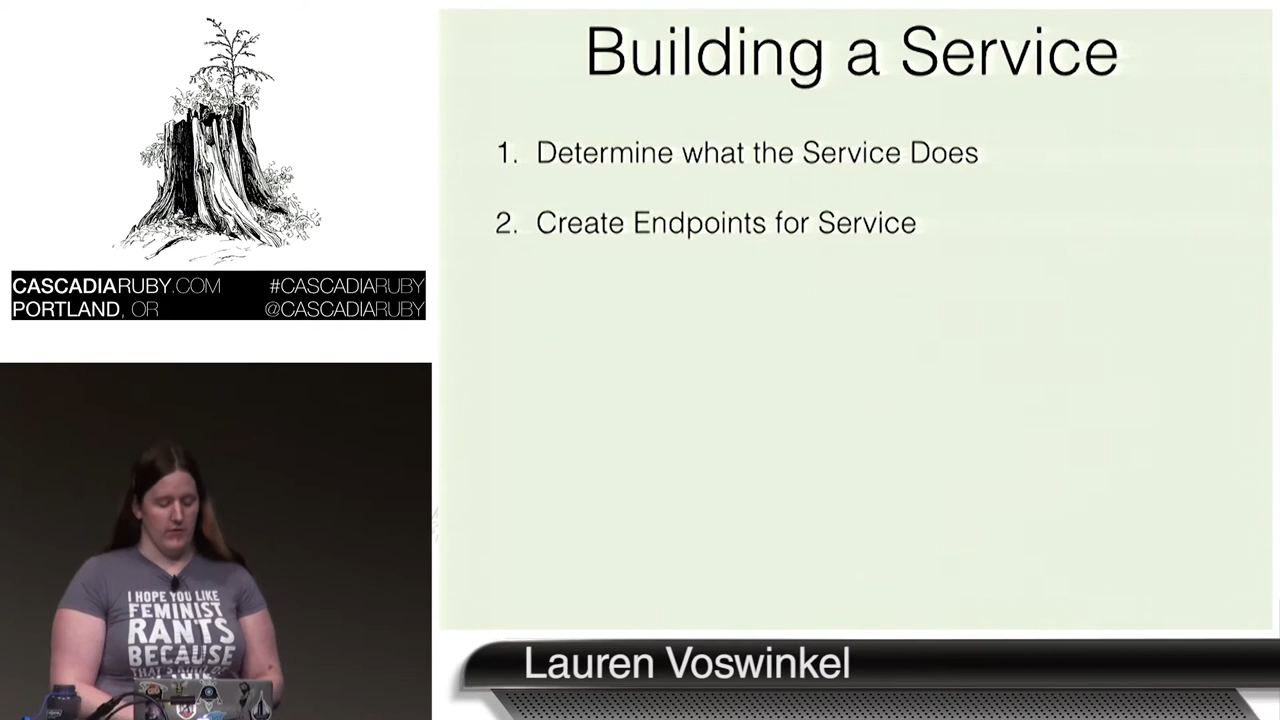 Building a Service
1. Determine what the Service Does
2. Create Endpoints for Service
CASCADIARUBY.COM #CASCADIARUBY
PORTLAND, OR @CASCADIARUBY
I HOPE YOU LIKE
FEMINIST
RANTS
BECAUSE
Lauren Voswinkel